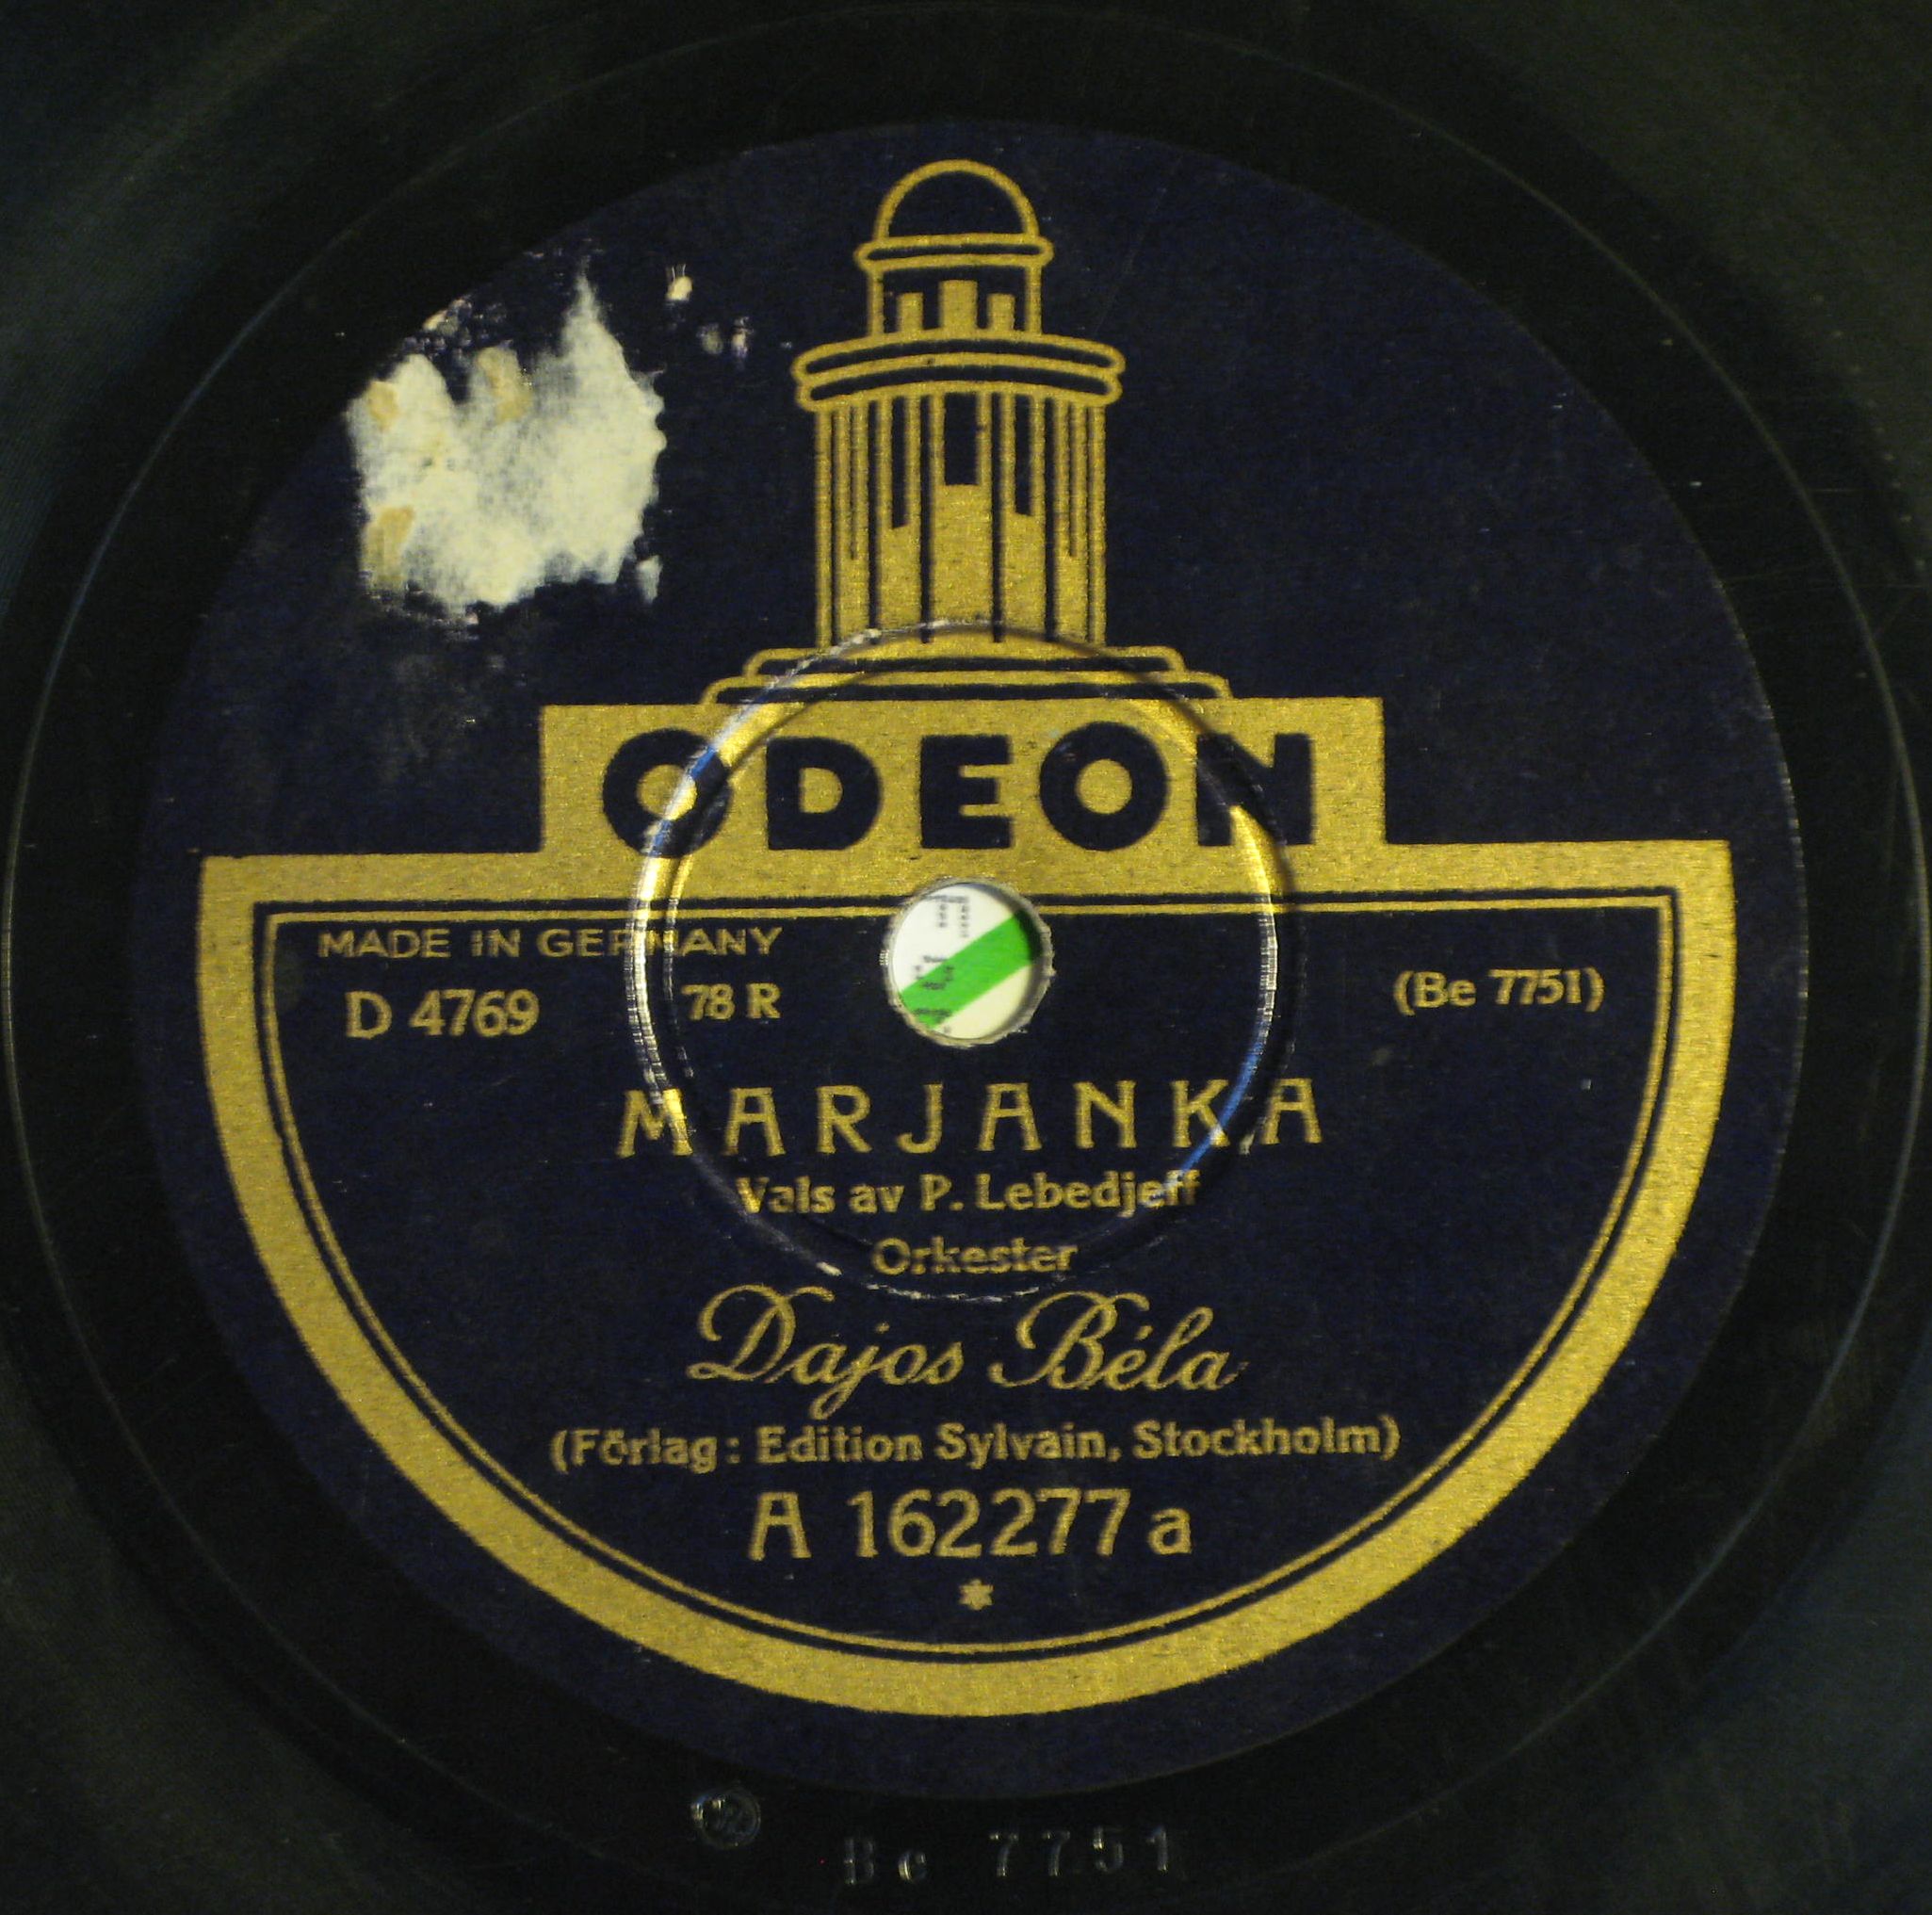 ODEON
MADE IN GERMANY
D 4769 78 R (Be 7751)
MARJANKA
Vals av P. Lebedjeff
Orkester
Dajos Béla
(Förlag: Edition Sylvain, Stockholm)
A 162277 a
Be 7751